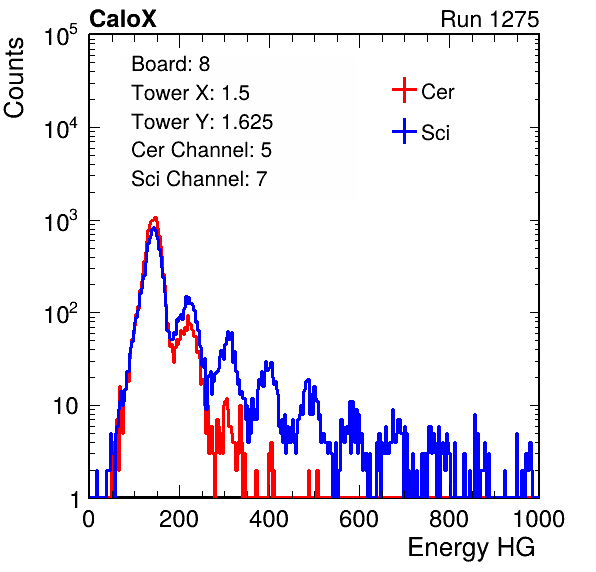 CaloX Run 1275
10^5
10^4
10^3
10^2
10
1
Counts
Board: 8
Tower X: 1.5
Tower Y: 1.625
Cer Channel: 5
Sci Channel: 7
Cer
Sci
0 200 400 600 800 1000
Energy HG